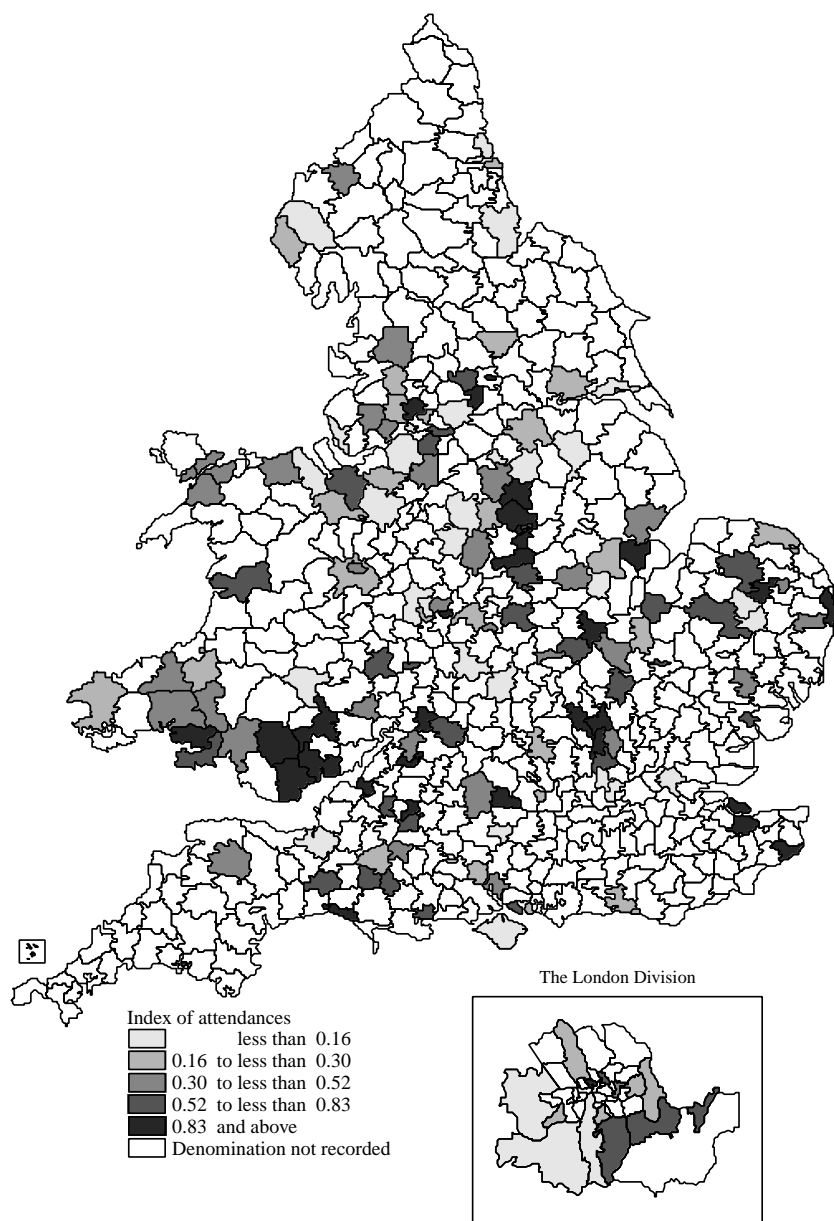 The London Division
Index of attendances
less than 0.16
0.16 to less than 0.30
0.30 to less than 0.52
0.52 to less than 0.83
0.83 and above
Denomination not recorded